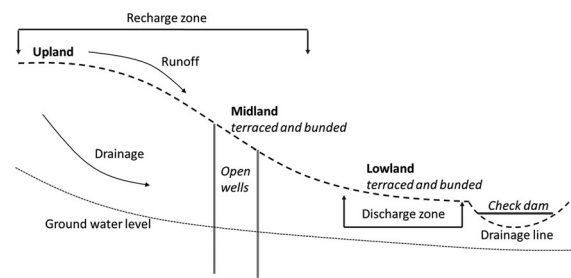 Recharge zone
Upland
Runoff
Midland
terraced and bunded
Drainage
Open
wells
Lowland
terraced and bunded
Check dam
Discharge zone
Ground water level
Drainage line